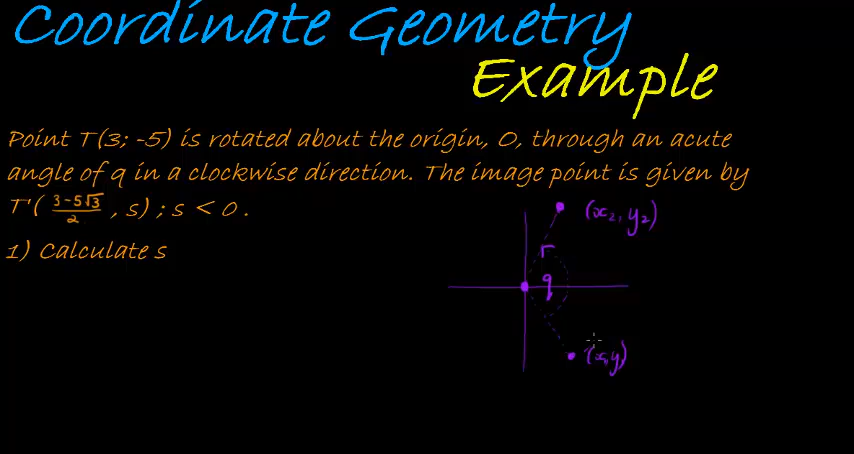 Coordinate Geometry
Example
Point T(3; -5) is rotated about the origin, O, through an acute
angle of q in a clockwise direction. The image point is given by
T'( 3-5√3/2 , s) ; s < 0.
1) Calculate s
(x₂, y₂)
r
q
(x, y)